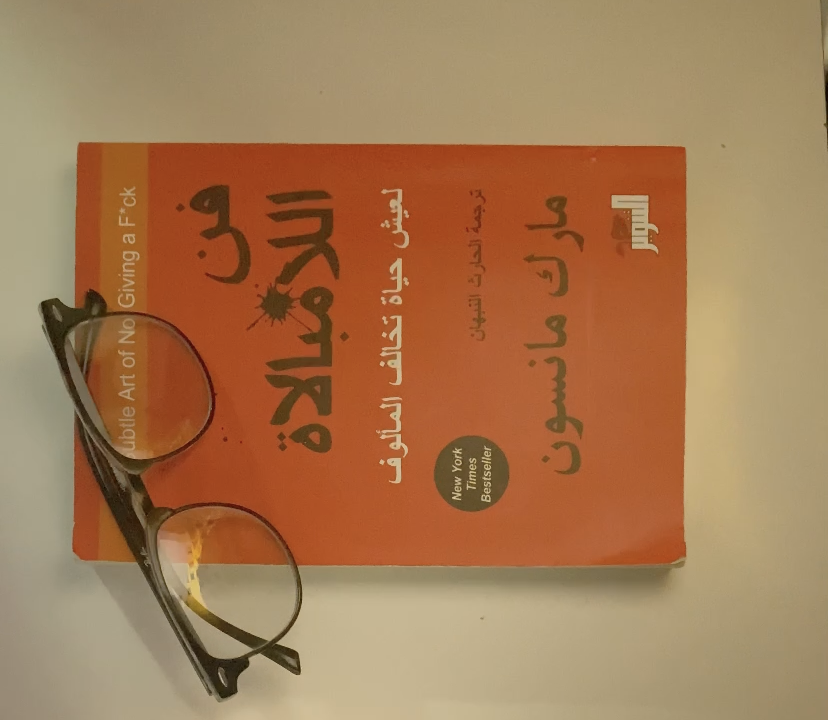 ubtle Art of No Giving a F*ck
فن
اللامبالاة
لعيش حياة تخالف المألوف
ترجمة الحارث النبهان
مارك مانسون
New York
Times
Bestseller
التنوير